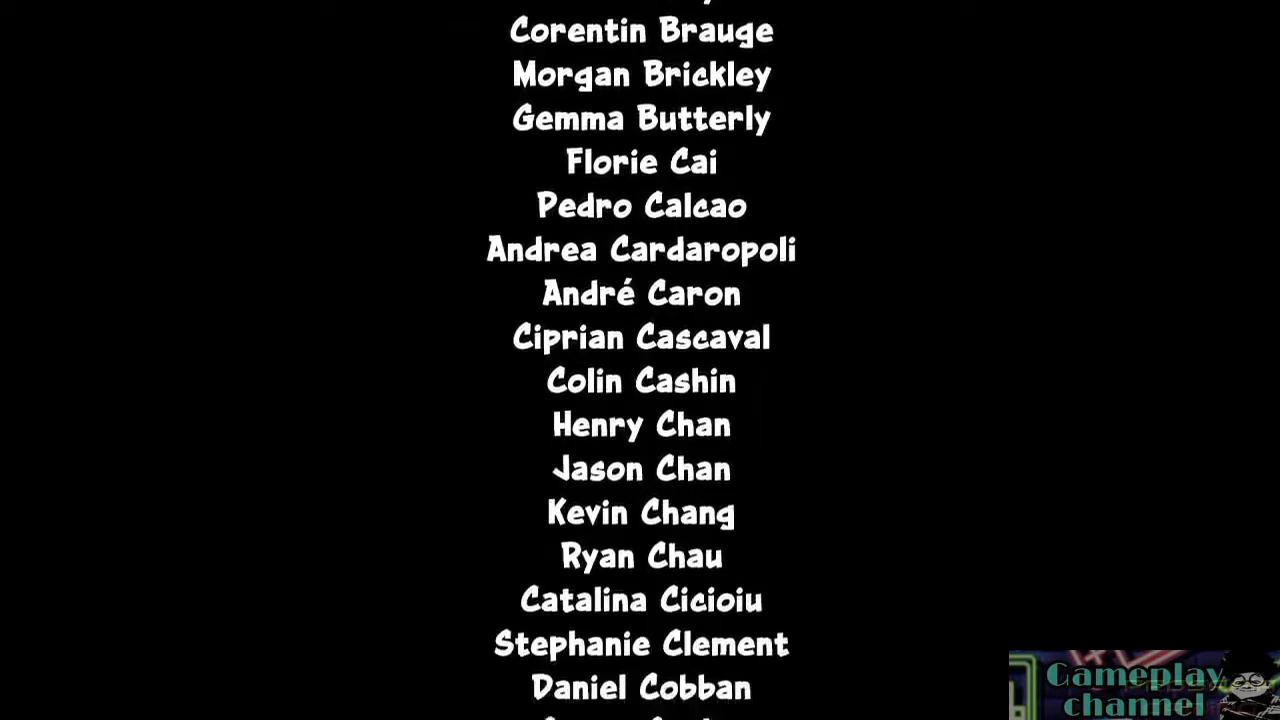 Corentin Brauge
Morgan Brickley
Gemma Butterly
Florie Cai
Pedro Calcao
Andrea Cardaropoli
André Caron
Ciprian Cascaval
Colin Cashin
Henry Chan
Jason Chan
Kevin Chang
Ryan Chau
Catalina Cicioiu
Stephanie Clement
Daniel Cobban
Gameplay
channel